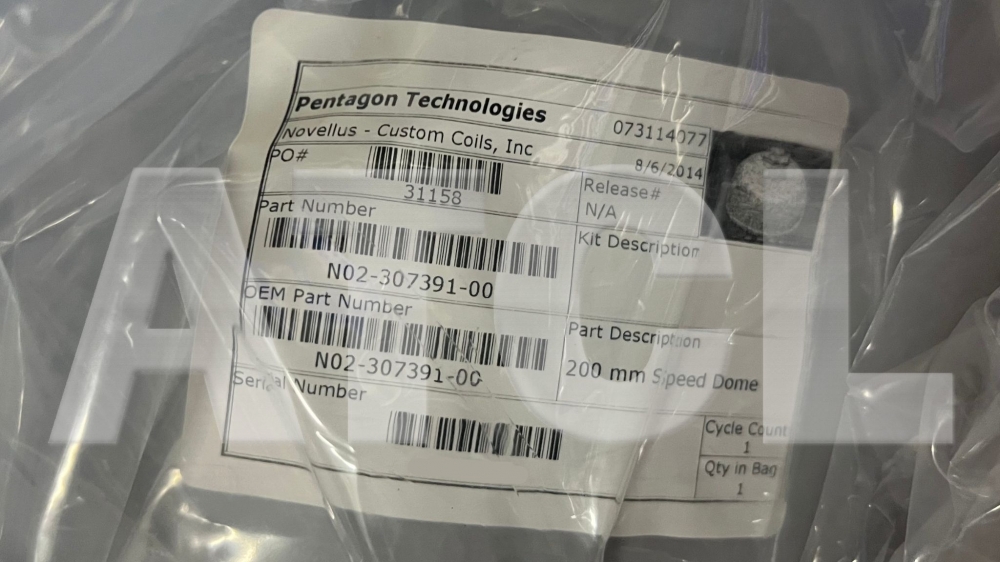 Pentagon Technologies
073114077
Novellus - Custom Coils, Inc
8/6/2014
PO#
31158
Release#
N/A
Part Number
N02-307391-00
Kit Description
OEM Part Number
N02-307391-00
Part Description
200 mm Speed Dome
Serial Number
Cycle Count
1
Qty in Bag
1